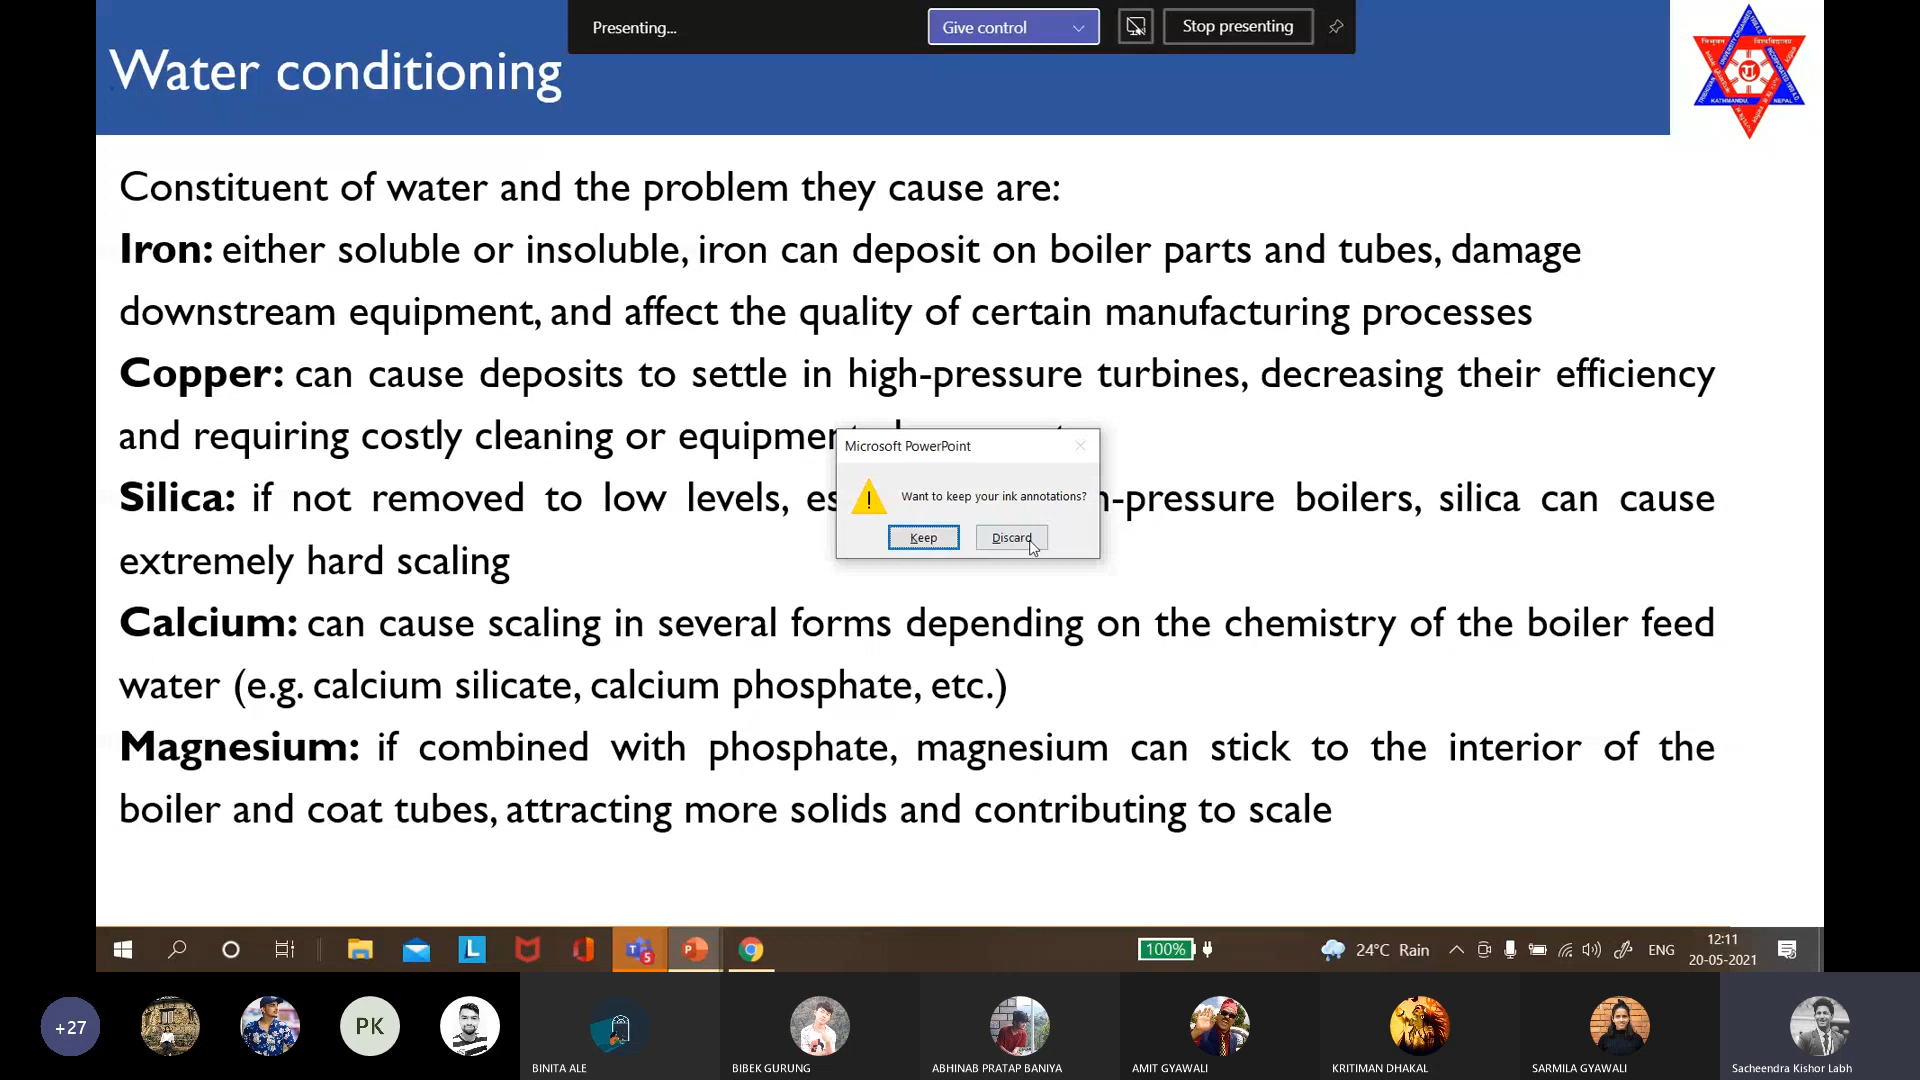 Presenting...
Give control
Stop presenting
Water conditioning
KATHMANDU, NEPAL
Constituent of water and the problem they cause are:
Iron: either soluble or insoluble, iron can deposit on boiler parts and tubes, damage
downstream equipment, and affect the quality of certain manufacturing processes
Copper: can cause deposits to settle in high-pressure turbines, decreasing their efficiency
and requiring costly cleaning or equipmen
Microsoft PowerPoint
Silica: if not removed to low levels, es -pressure boilers, silica can cause
Want to keep your ink annotations?
Keep
Discard
extremely hard scaling
Calcium: can cause scaling in several forms depending on the chemistry of the boiler feed
water (e.g. calcium silicate, calcium phosphate, etc.)
Magnesium: if combined with phosphate, magnesium can stick to the interior of the
boiler and coat tubes, attracting more solids and contributing to scale
L
5
100%
24°C Rain
ENG
12:11
20-05-2021
+27
PK
BINITA ALE
BIBEK GURUNG
ABHINAB PRATAP BANIYA
AMIT GYAWALI
KRITIMAN DHAKAL
SARMILA GYAWALI
Sacheendra Kishor Labh